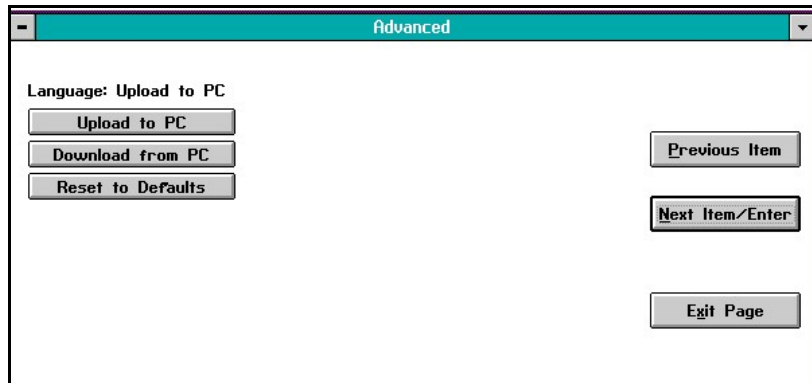 Advanced
Language: Upload to PC
Upload to PC
Download from PC
Reset to Defaults
Previous Item
Next Item/Enter
Exit Page